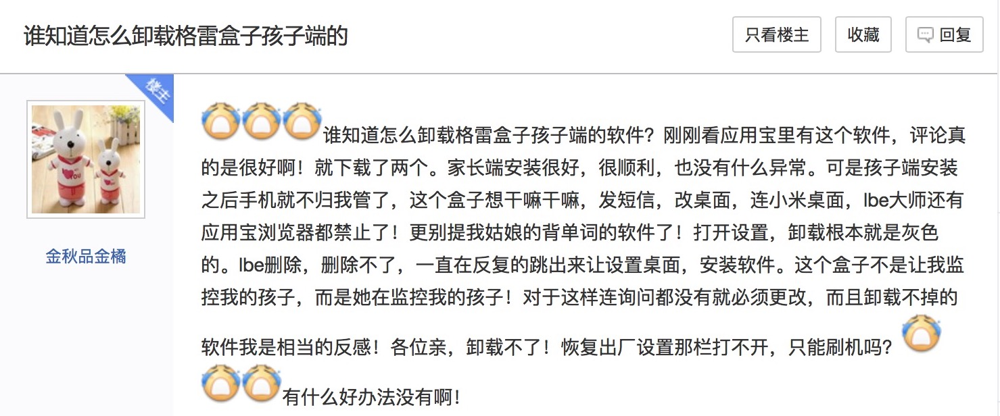 谁知道怎么卸载格雷盒子孩子端的
只看楼主
收藏
回复
楼主
金秋品金橘
谁知道怎么卸载格雷盒子孩子端的软件？刚刚看应用宝里有这个软件，评论真
的是很好啊！就下载了两个。家长端安装很好，很顺利，也没有什么异常。可是孩子端安装
之后手机就不归我管了，这个盒子想干嘛干嘛，发短信，改桌面，连小米桌面，lbe大师还有
应用宝浏览器都禁止了！更别提我姑娘的背单词的软件了！打开设置，卸载根本就是灰色
的。lbe删除，删除不了，一直在反复的跳出来让设置桌面，安装软件。这个盒子不是让我监
控我的孩子，而是她在监控我的孩子！对于这样连询问都没有就必须更改，而且卸载不掉的
软件我是相当的反感！各位亲，卸载不了！恢复出厂设置那栏打不开，只能刷机吗？
有什么好办法没有啊！